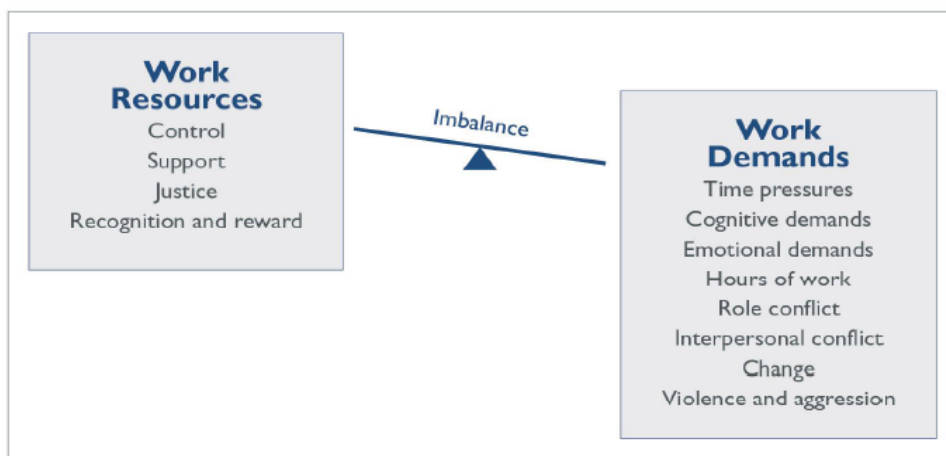 Work
Resources
Control
Support
Justice
Recognition and reward
Imbalance
Work
Demands
Time pressures
Cognitive demands
Emotional demands
Hours of work
Role conflict
Interpersonal conflict
Change
Violence and aggression